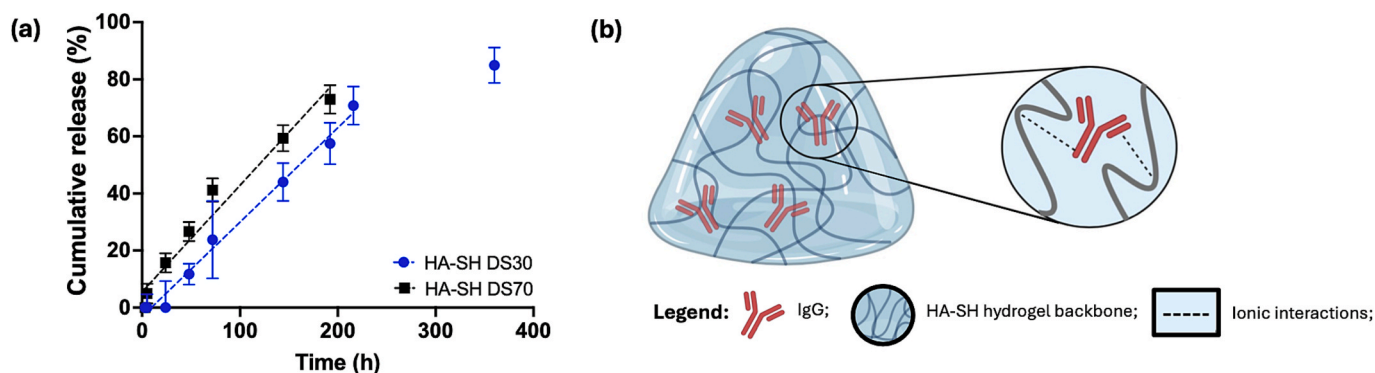 (a)
Cumulative release (%)
100
80
60
40
20
0
0 100 200 300 400
Time (h)
HA-SH DS30
HA-SH DS70
(b)
Legend: IgG; HA-SH hydrogel backbone; Ionic interactions;